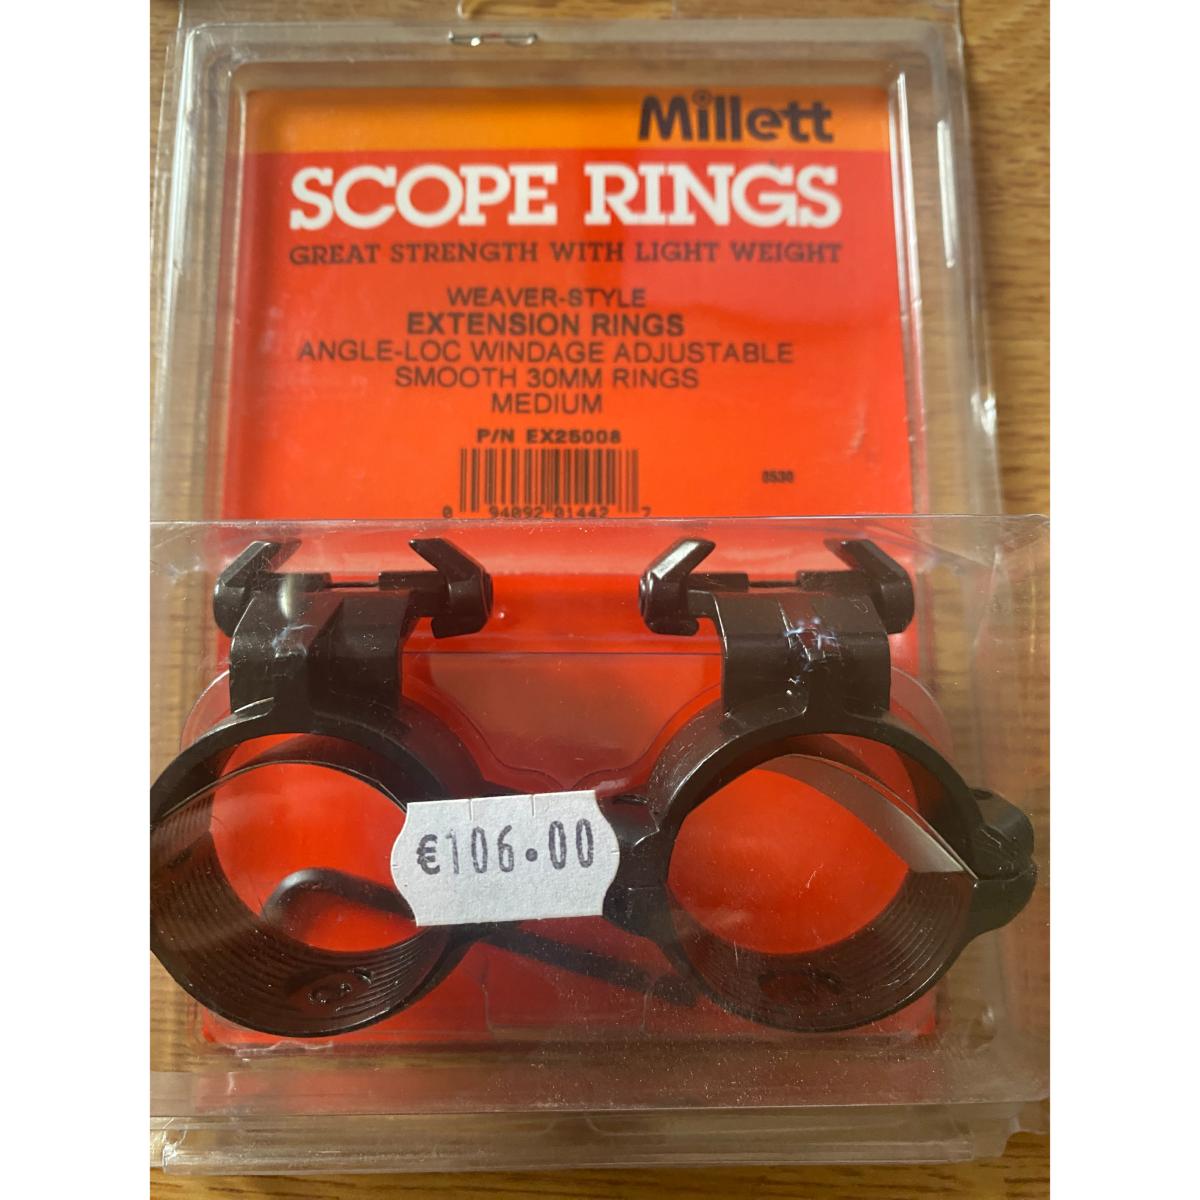 Millett
SCOPE RINGS
GREAT STRENGTH WITH LIGHT WEIGHT
WEAVER-STYLE
EXTENSION RINGS
ANGLE-LOC WINDAGE ADJUSTABLE
SMOOTH 30MM RINGS
MEDIUM
P/N EX25008
0530
0 94092 01442 7
€106.00